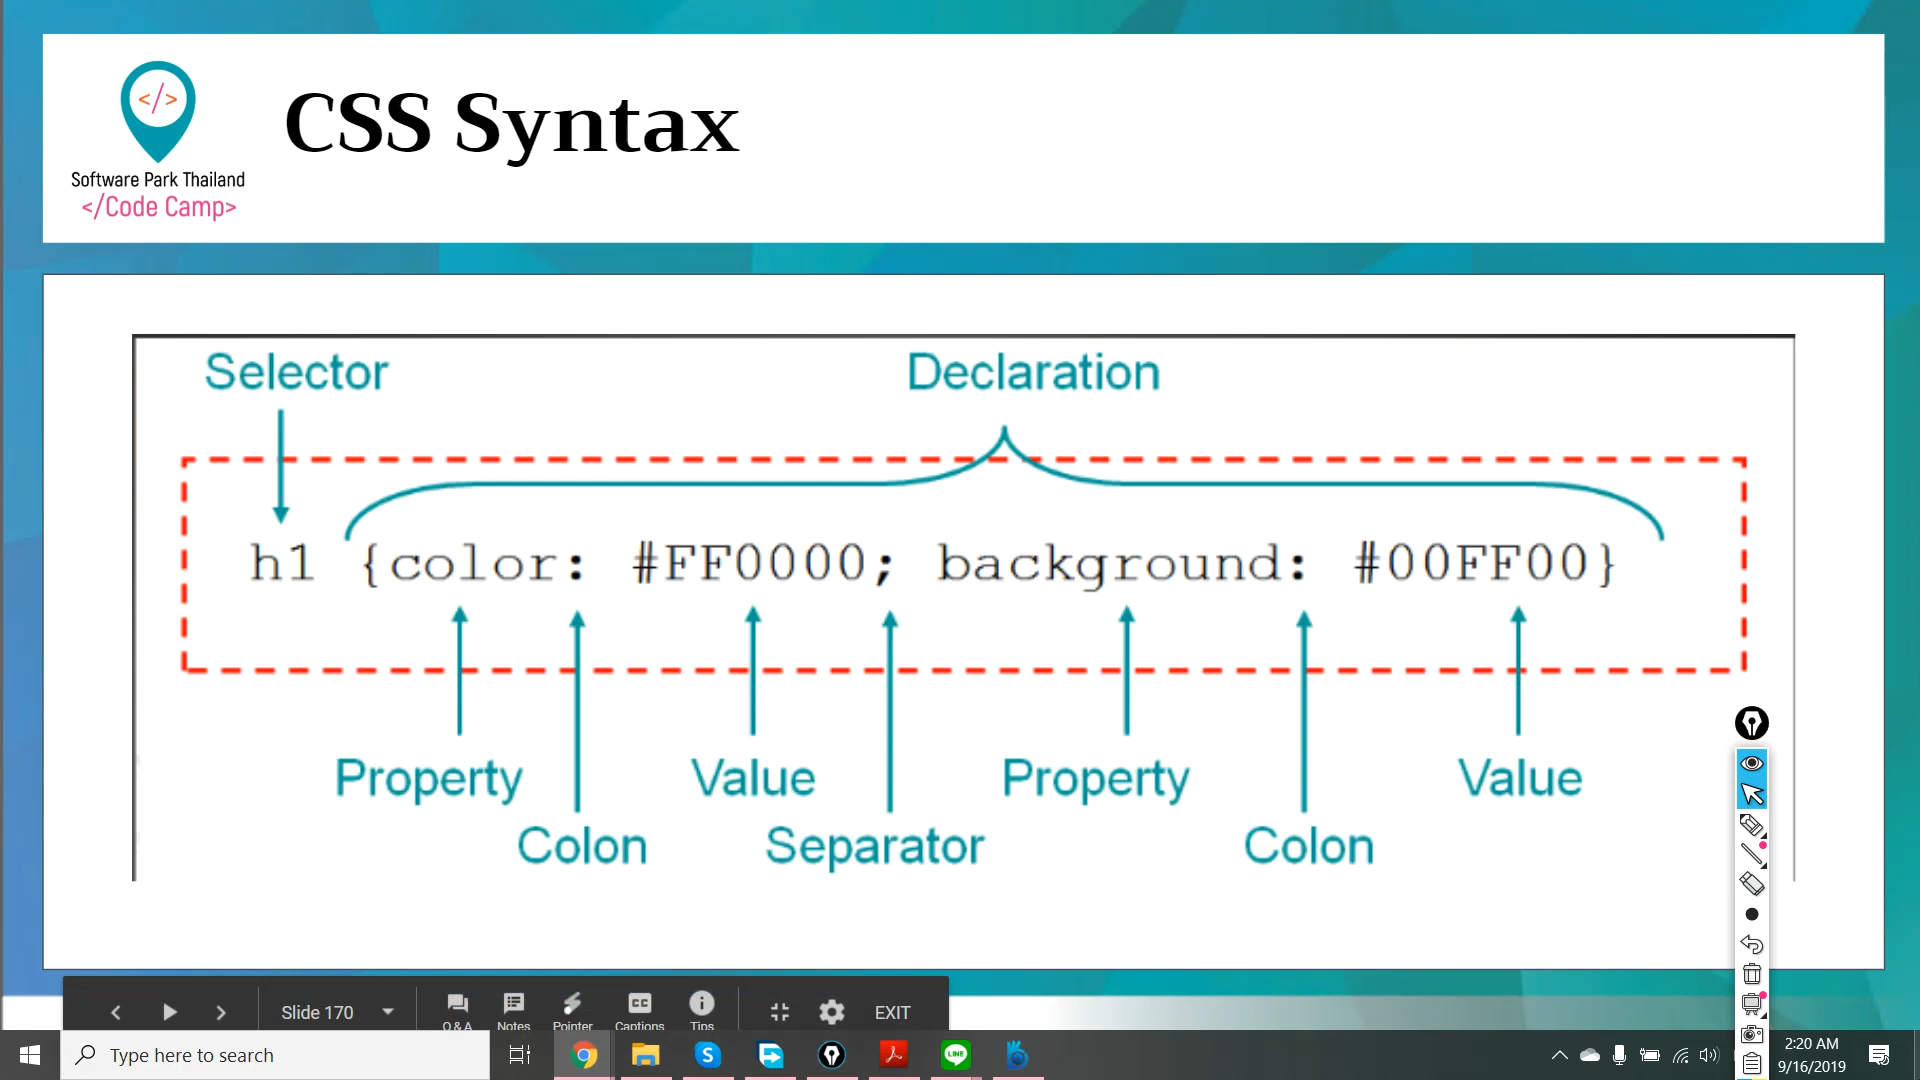 CSS Syntax
</>
Software Park Thailand
</Code Camp>
Selector
Declaration
h1 {color: #FF0000; background: #00FF00}
Property
Value
Property
Value
Colon
Separator
Colon
Slide 170
CC
EXIT
Q & A
Notes
Pointer
Captions
Tips
Type here to search
S
LINE
2:20 AM
9/16/2019